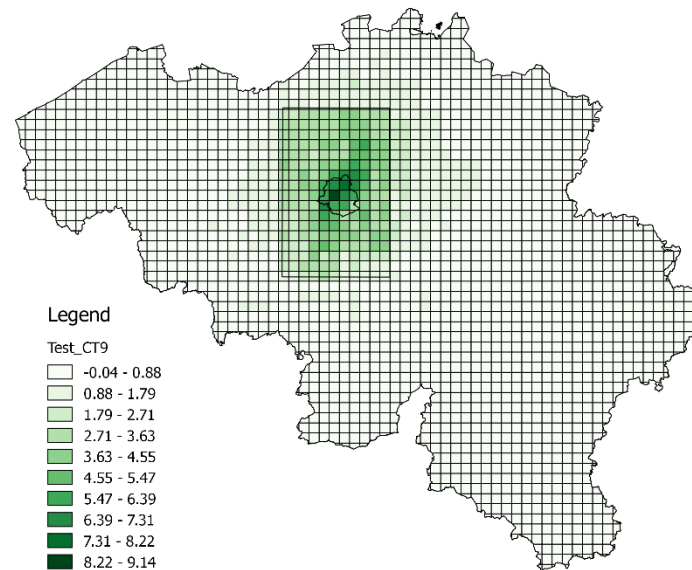 Legend
Test_CT9
-0.04 - 0.88
0.88 - 1.79
1.79 - 2.71
2.71 - 3.63
3.63 - 4.55
4.55 - 5.47
5.47 - 6.39
6.39 - 7.31
7.31 - 8.22
8.22 - 9.14